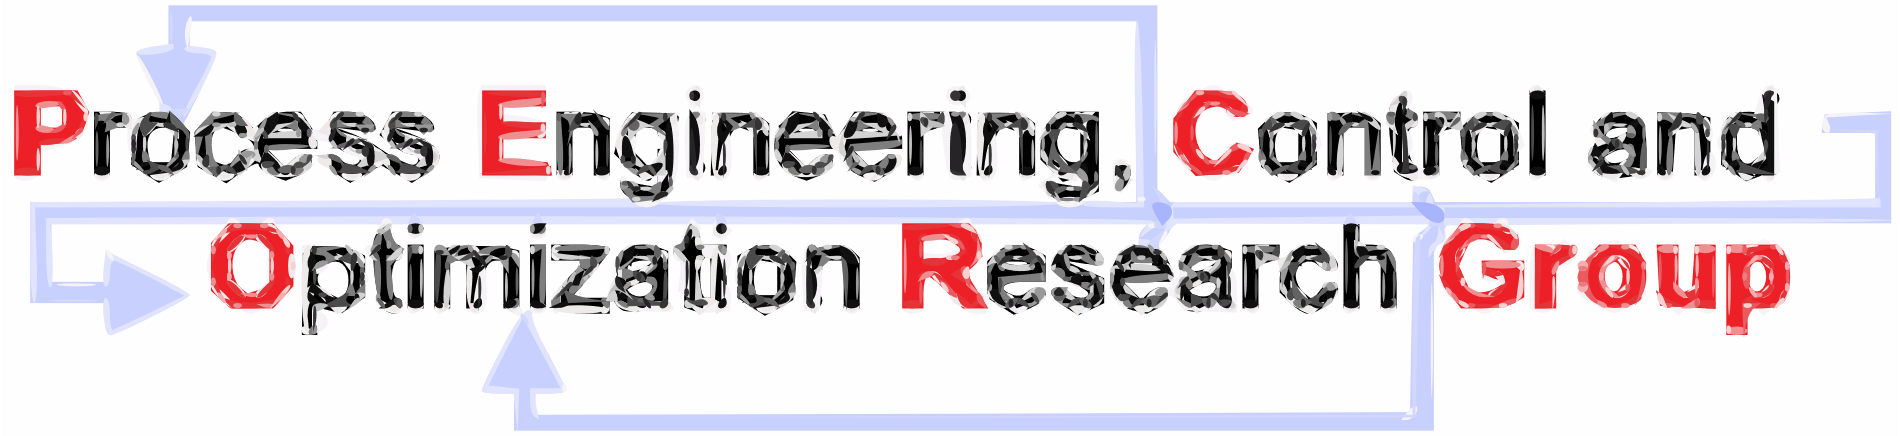 Process Engineering, Control and
Optimization Research Group